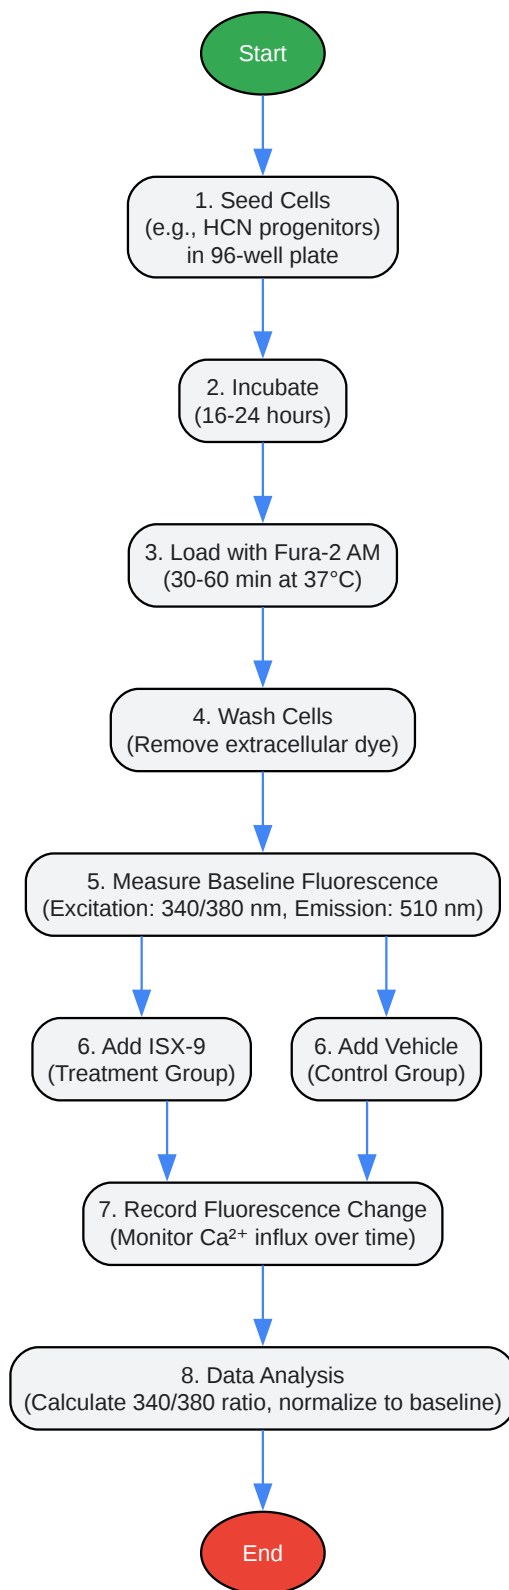 Start
1. Seed Cells
(e.g., HCN progenitors)
in 96-well plate
2. Incubate
(16-24 hours)
3. Load with Fura-2 AM
(30-60 min at 37°C)
4. Wash Cells
(Remove extracellular dye)
5. Measure Baseline Fluorescence
(Excitation: 340/380 nm, Emission: 510 nm)
6. Add ISX-9
(Treatment Group)
6. Add Vehicle
(Control Group)
7. Record Fluorescence Change
(Monitor Ca²⁺ influx over time)
8. Data Analysis
(Calculate 340/380 ratio, normalize to baseline)
End